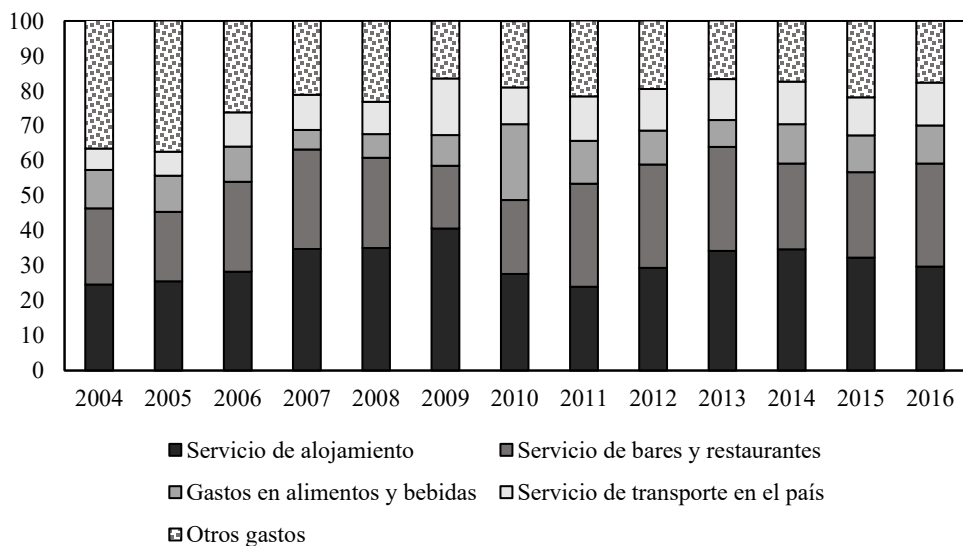 100
90
80
70
60
50
40
30
20
10
0
2004 2005 2006 2007 2008 2009 2010 2011 2012 2013 2014 2015 2016
Servicio de alojamiento Servicio de bares y restaurantes
Gastos en alimentos y bebidas Servicio de transporte en el país
Otros gastos